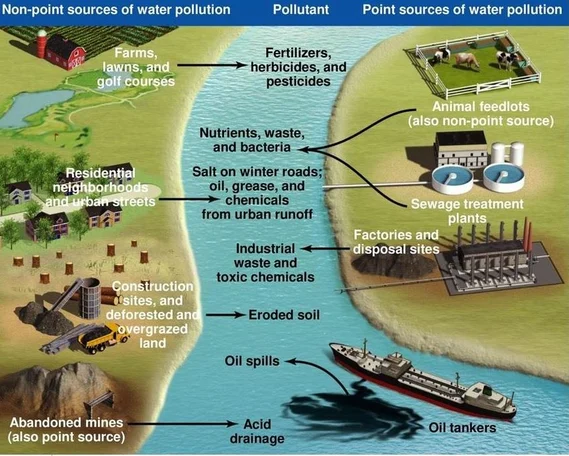 Non-point sources of water pollution
Pollutant
Point sources of water pollution
Farms,
lawns, and
golf courses
Fertilizers,
herbicides, and
pesticides
Animal feedlots
(also non-point source)
Nutrients, waste,
and bacteria
Residential
neighborhoods
and urban streets
Salt on winter roads;
oil, grease, and
chemicals
from urban runoff
Sewage treatment
plants
Factories and
disposal sites
Industrial
waste and
toxic chemicals
Construction
sites, and
deforested and
overgrazed
land
Eroded soil
Oil spills
Oil tankers
Abandoned mines
(also point source)
Acid
drainage